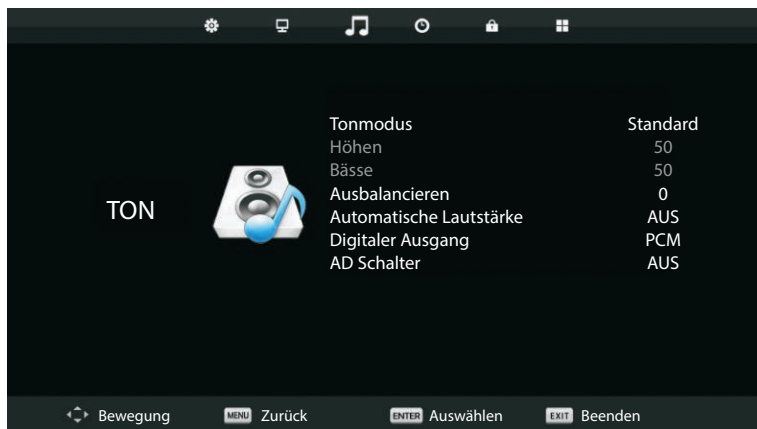 Tonmodus Standard
Höhen 50
Bässe 50
Ausbalancieren 0
TON
Automatische Lautstärke AUS
Digitaler Ausgang PCM
AD Schalter AUS
Bewegung MENU Zurück ENTER Auswählen EXIT Beenden